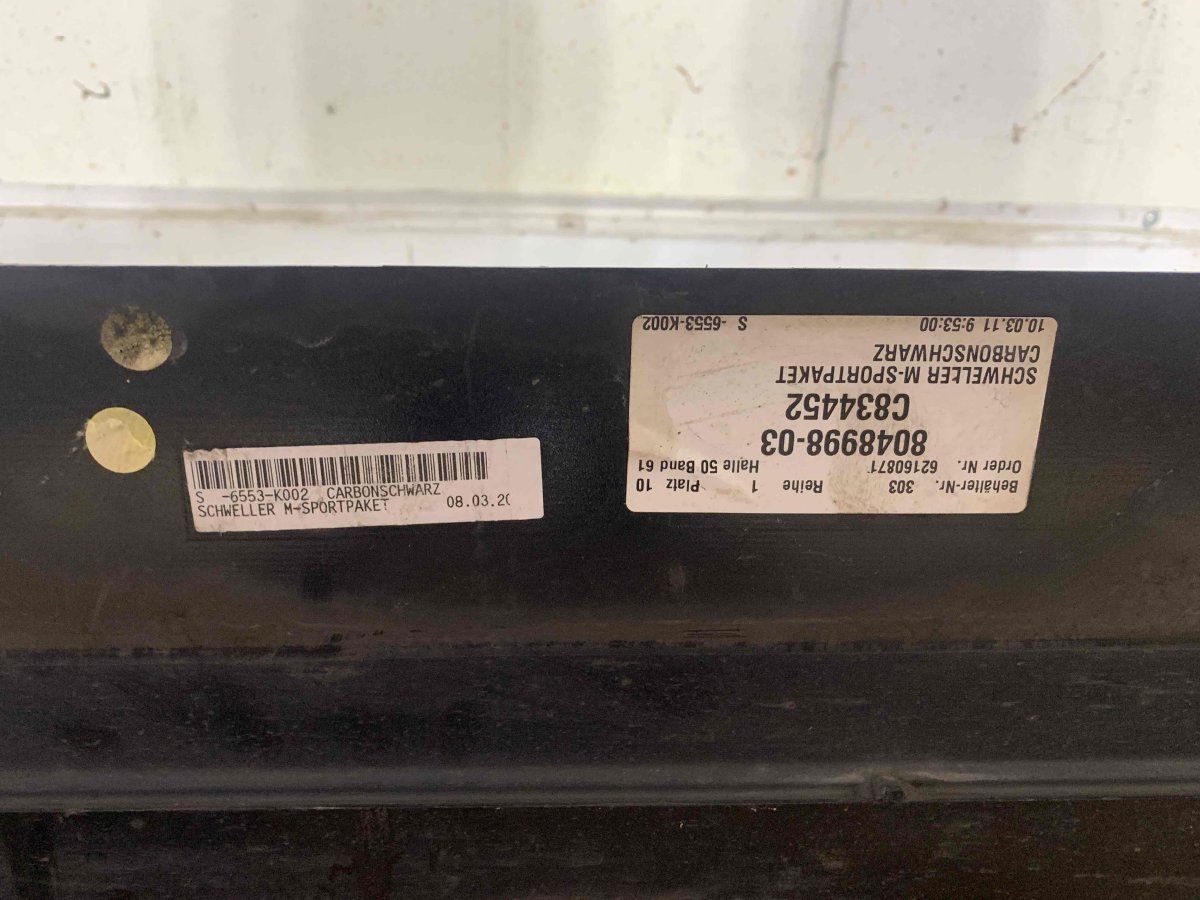 S -6553-K002 CARBONSCHWARZ
SCHWELLER M-SPORTPAKET 08.03.20
Behälter-Nr. 303 Reihe 1 Platz 10
Order Nr. 62160871 Halle 50 Band 61
8048998-03
C834452
SCHWELLER M-SPORTPAKET
CARBONSCHWARZ
10.03.11 9:53:00 S -6553-K002